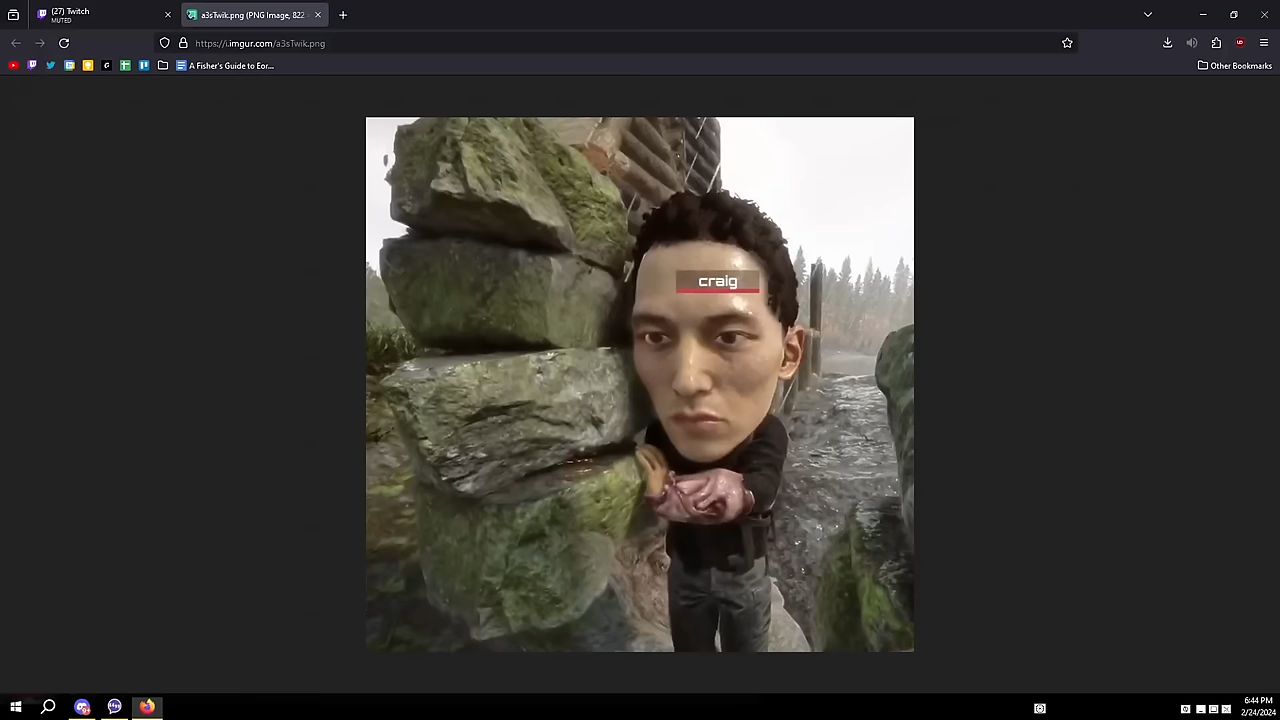 (27) Twitch
MUTED
a3sTwik.png (PNG Image, 822
https://i.imgur.com/a3sTwik.png
A Fisher's Guide to Eor...
Other Bookmarks
craig
6:44 PM
2/24/2024